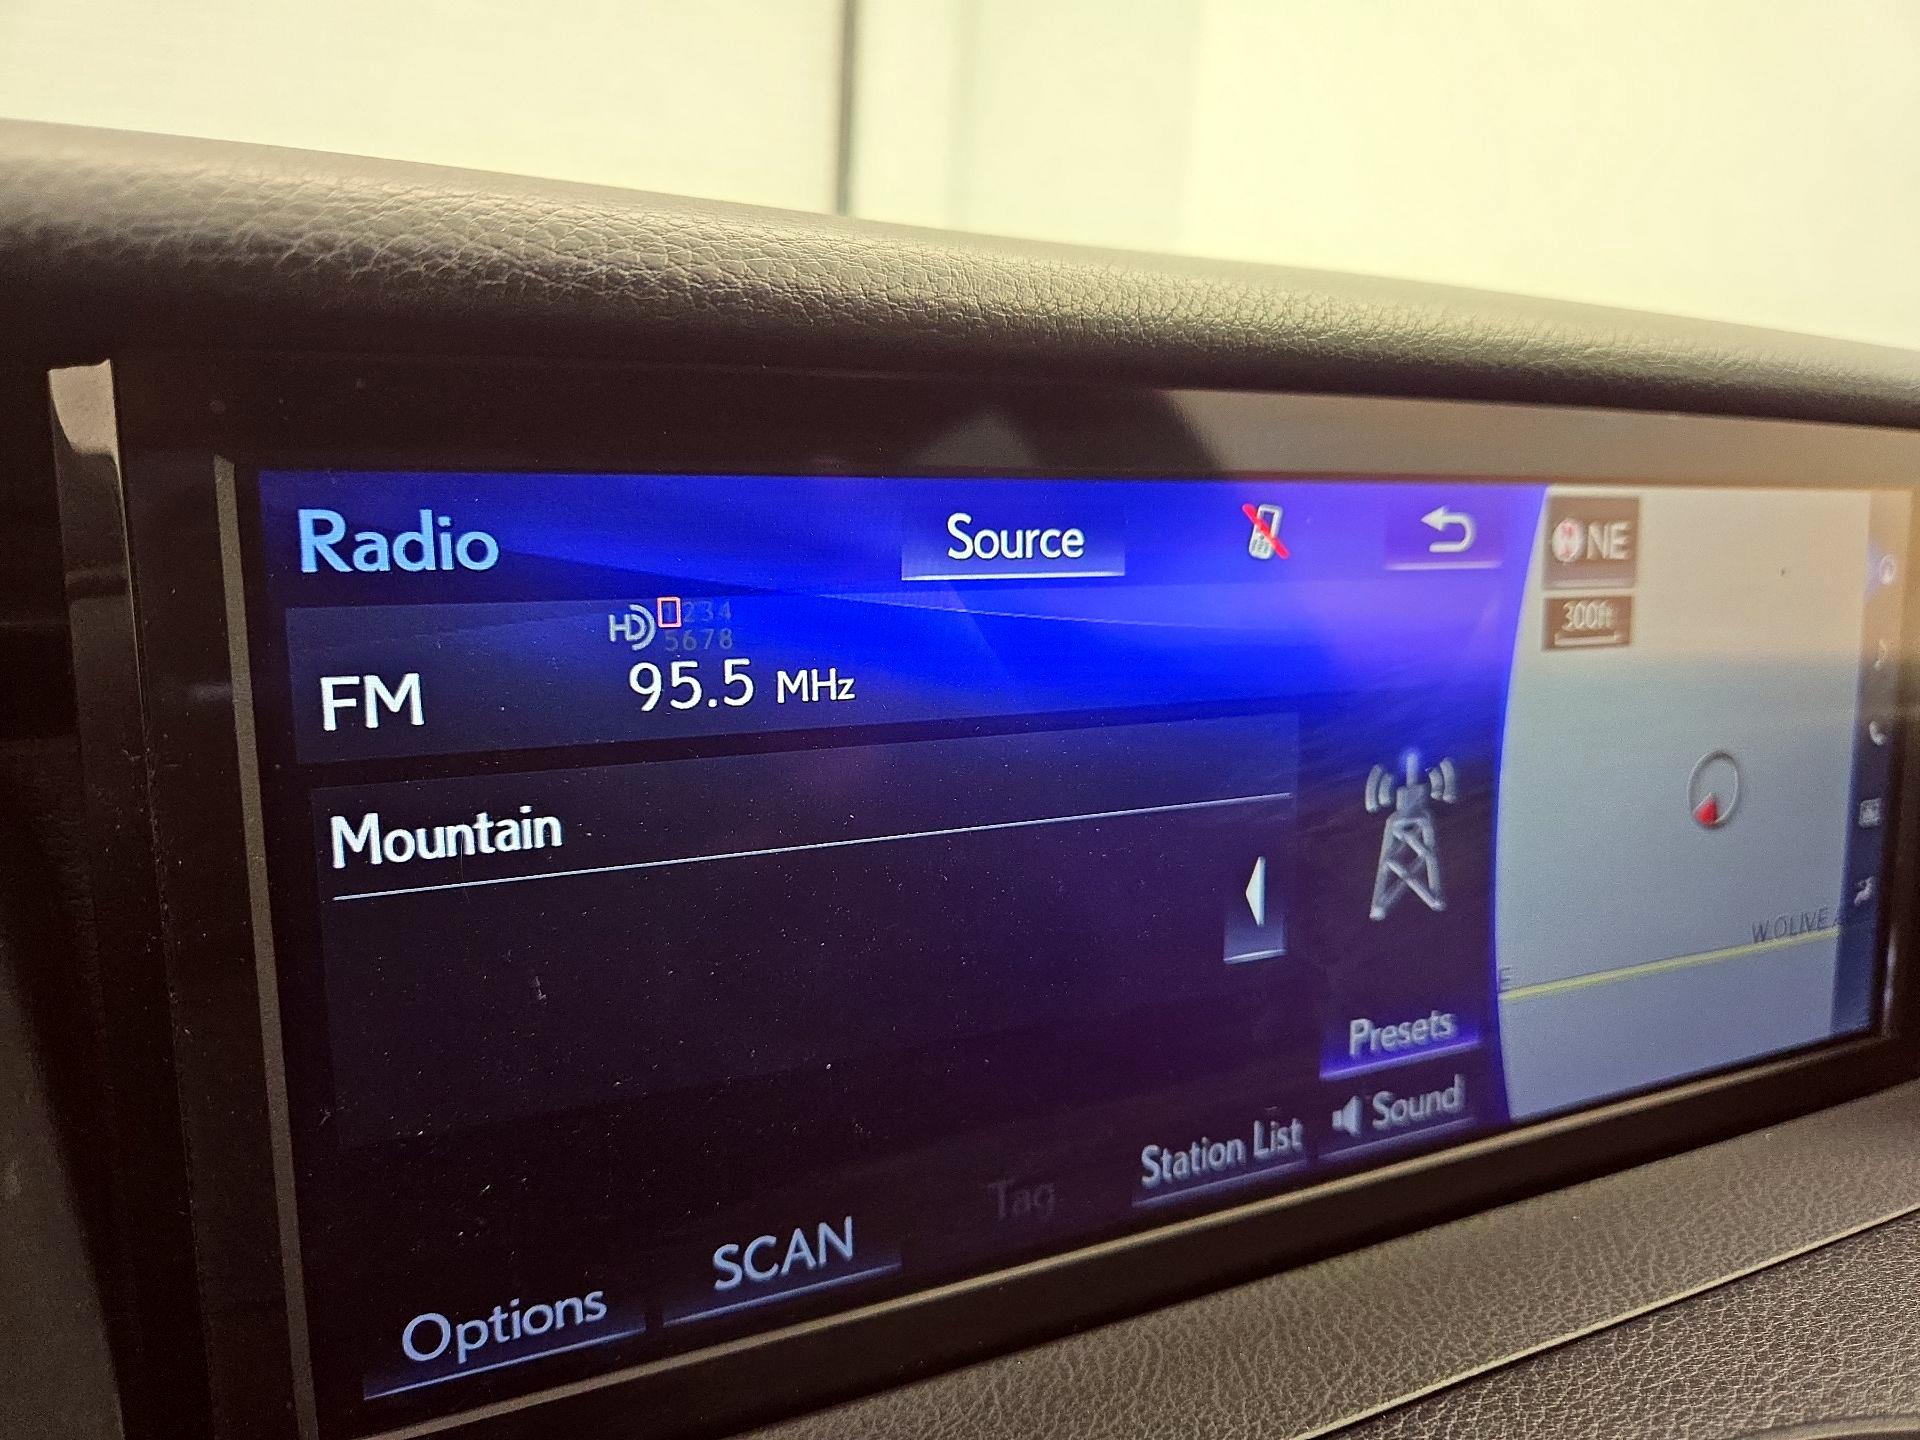 Radio
Source
NE
300ft
HD 1234
5678
FM
95.5 MHz
Mountain
W OLIVE
E
Presets
Sound
Station List
Tag
SCAN
Options